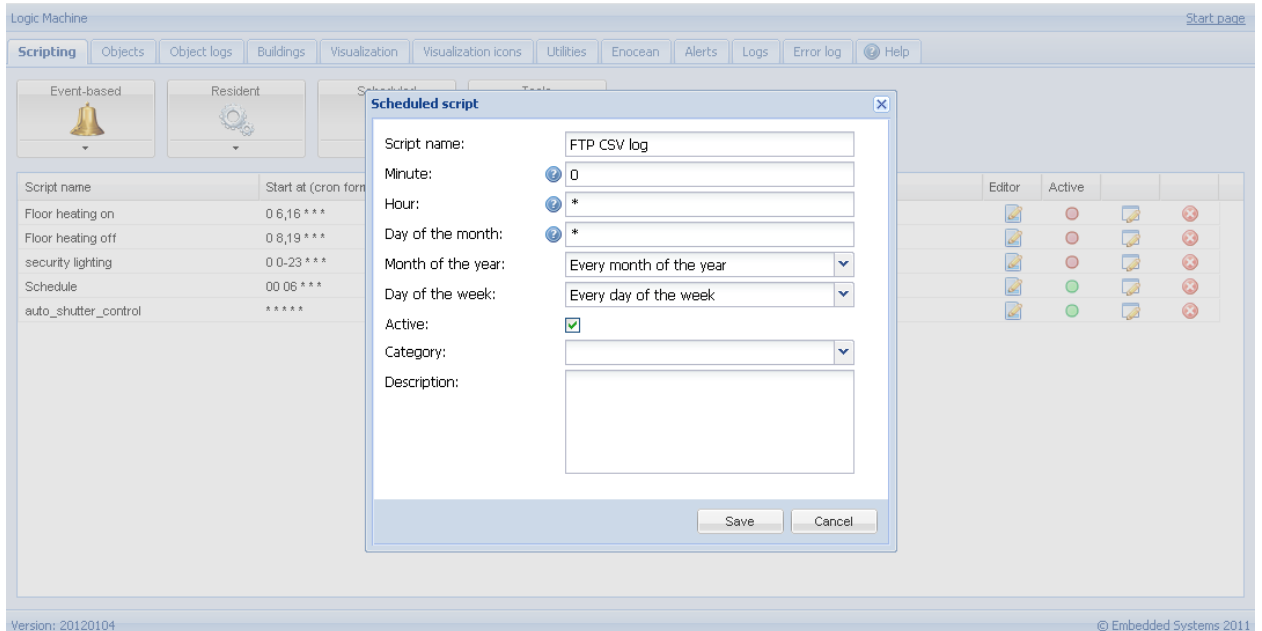 Logic Machine Start page
Scripting Objects Object logs Buildings Visualization Visualization icons Utilities Enocean Alerts Logs Error log Help
Event-based Resident Scheduled Tools
Scheduled script
Script name: FTP CSV log
Minute: 0
Hour: *
Day of the month: *
Month of the year: Every month of the year
Day of the week: Every day of the week
Active:
Category:
Description:
Save Cancel
Script name Start at (cron form Editor Active
Floor heating on 0 6,16 * * *
Floor heating off 0 8,19 * * *
security lighting 0 0-23 * * *
Schedule 00 06 * * *
auto_shutter_control * * * * *
Version: 20120104 © Embedded Systems 2011